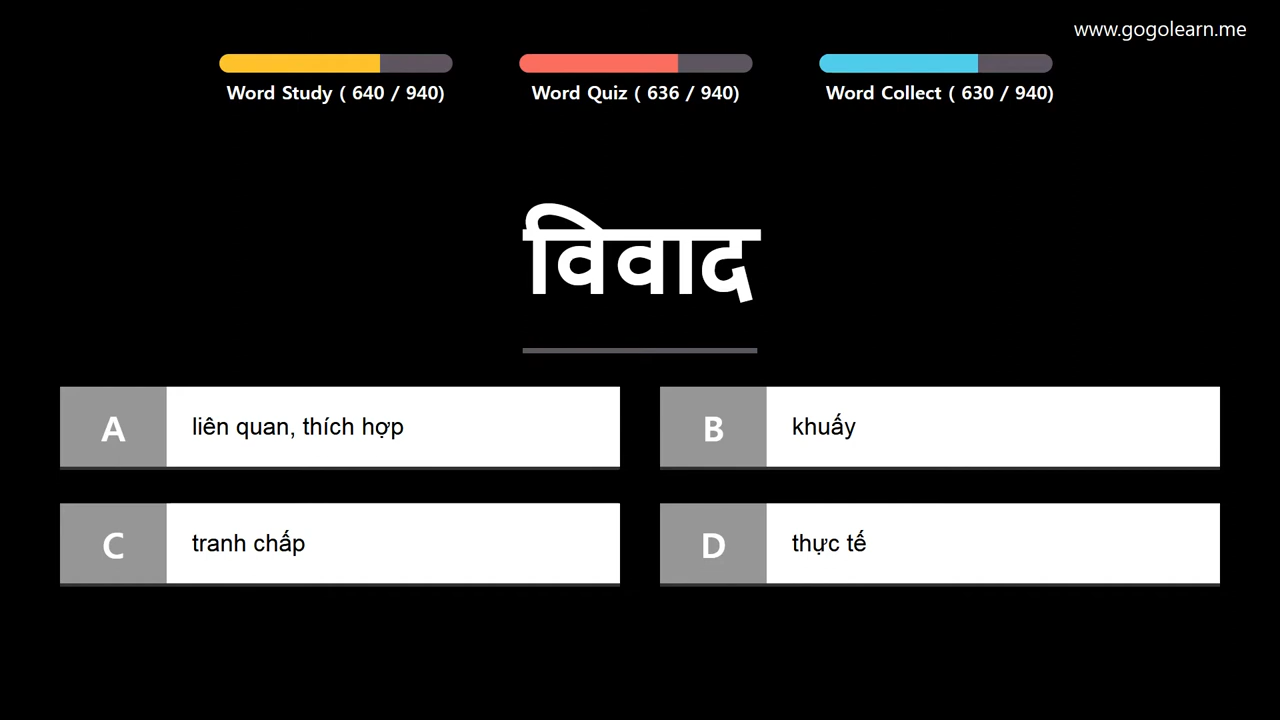 www.gogolearn.me
Word Study ( 640 / 940)
Word Quiz ( 636 / 940)
Word Collect ( 630 / 940)
विवाद
A
liên quan, thích hợp
B
khuấy
C
tranh chấp
D
thực tế